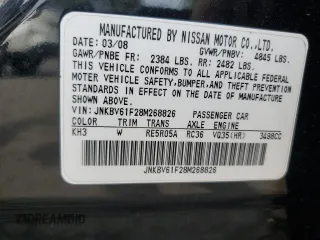 MANUFACTURED BY NISSAN MOTOR CO.,LTD.
DATE: 03/08 GVWR/PNBV: 4845 LBS.
GAWR/PNBE FR: 2384 LBS. RR: 2482 LBS.
THIS VEHICLE CONFORMS TO ALL APPLICABLE FEDERAL
MOTOR VEHICLE SAFETY, BUMPER, AND THEFT PREVENTION
STANDARDS IN EFFECT ON THE DATE OF MANUFACTURE
SHOWN ABOVE.
VIN: JNKBV61F28M268826 PASSENGER CAR
COLOR TRIM TRANS AXLE ENGINE
KH3 W RE5R05A RC36 VQ35(HR) 3498CC
JNKBV61F28M268826